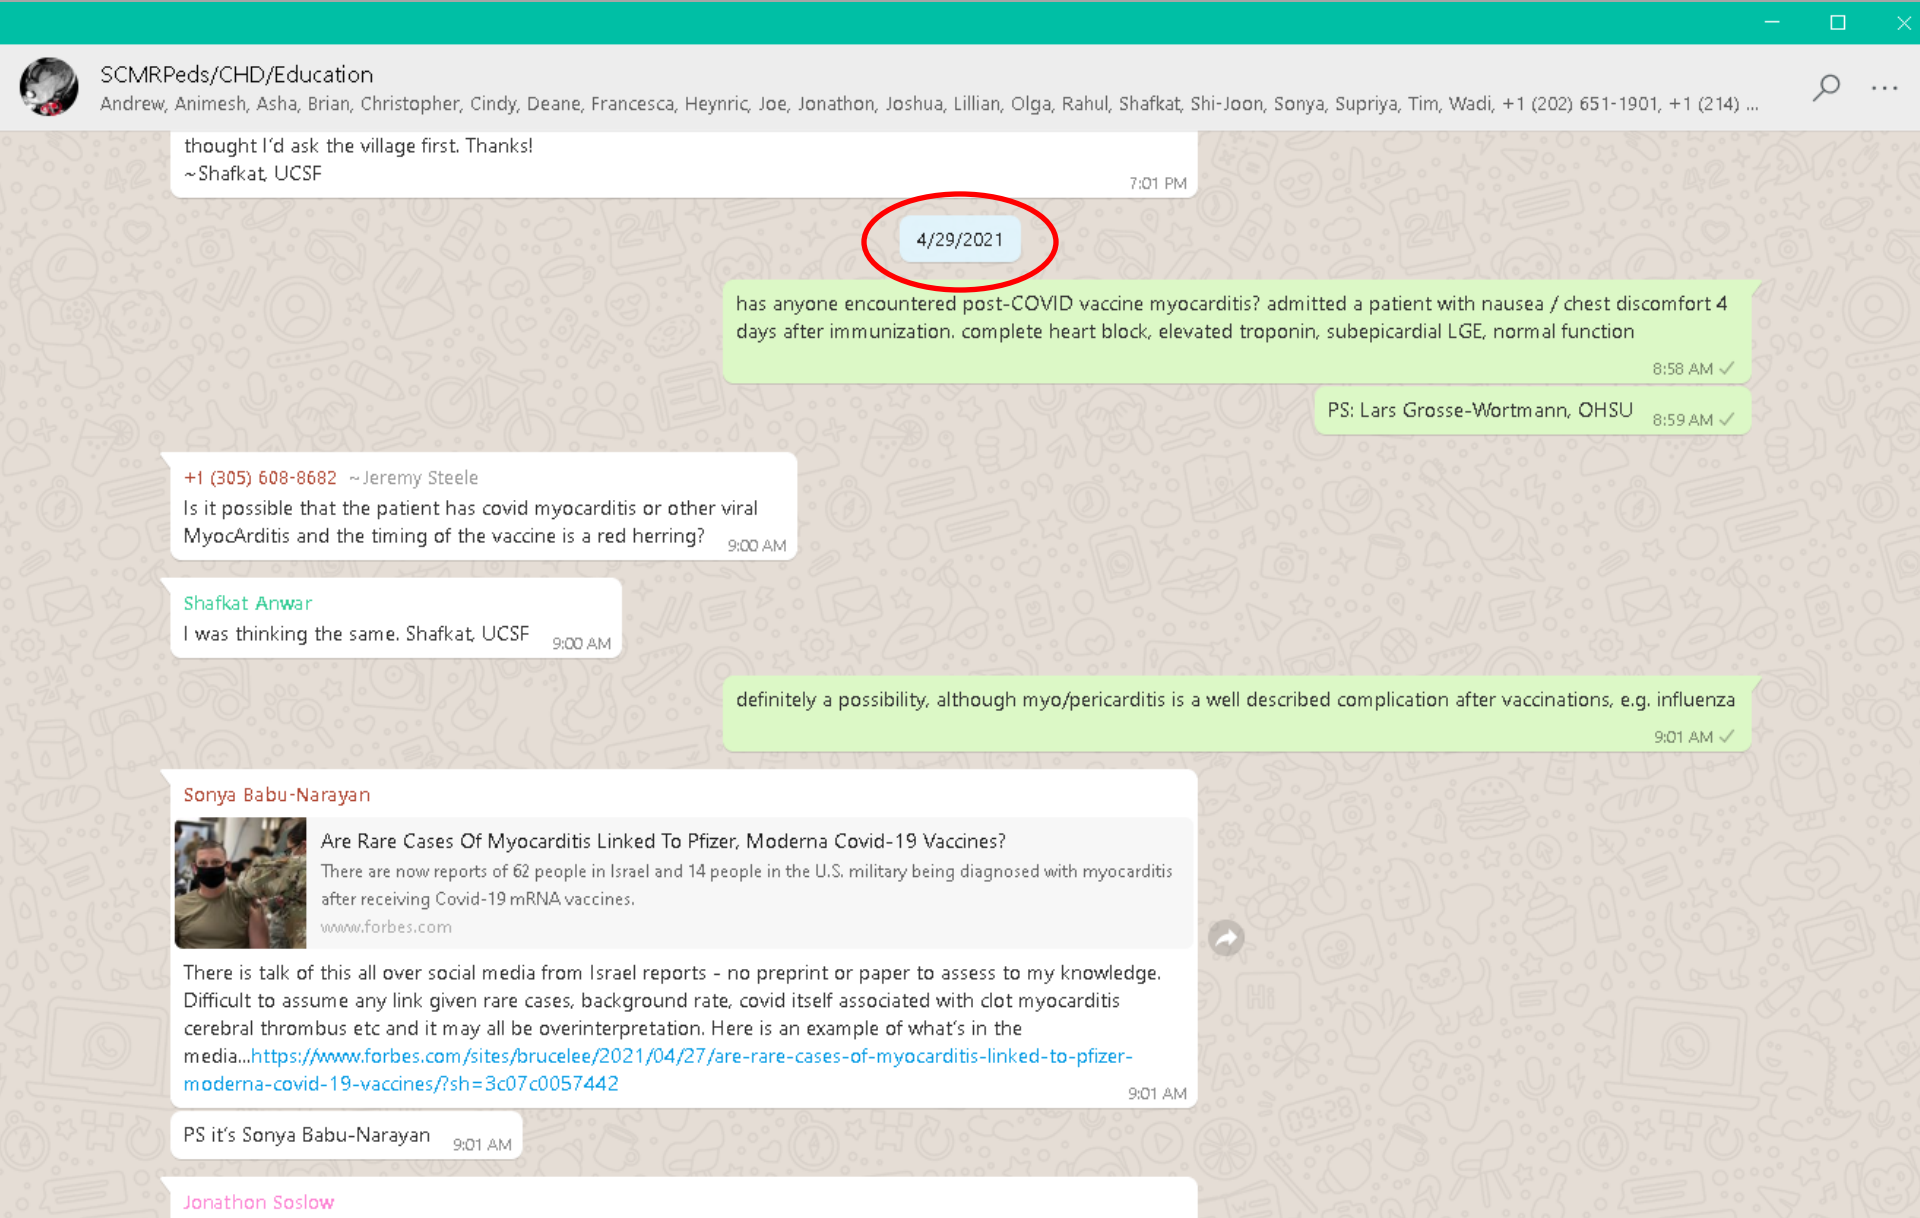 SCMRPeds/CHD/Education
Andrew, Animesh, Asha, Brian, Christopher, Cindy, Deane, Francesca, Heynric, Joe, Jonathon, Joshua, Lillian, Olga, Rahul, Shafkat, Shi-Joon, Sonya, Supriya, Tim, Wadi, +1 (202) 651-1901, +1 (214) ...
thought I'd ask the village first. Thanks!
~Shafkat, UCSF
7:01 PM
4/29/2021
has anyone encountered post-COVID vaccine myocarditis? admitted a patient with nausea / chest discomfort 4
days after immunization. complete heart block, elevated troponin, subepicardial LGE, normal function
8:58 AM
PS: Lars Grosse-Wortmann, OHSU 8:59 AM
+1 (305) 608-8682 ~Jeremy Steele
Is it possible that the patient has covid myocarditis or other viral
MyocArditis and the timing of the vaccine is a red herring? 9:00 AM
Shafkat Anwar
I was thinking the same. Shafkat, UCSF 9:00 AM
definitely a possibility, although myo/pericarditis is a well described complication after vaccinations, e.g. influenza
9:01 AM
Sonya Babu-Narayan
Are Rare Cases Of Myocarditis Linked To Pfizer, Moderna Covid-19 Vaccines?
There are now reports of 62 people in Israel and 14 people in the U.S. military being diagnosed with myocarditis
after receiving Covid-19 mRNA vaccines.
www.forbes.com
There is talk of this all over social media from Israel reports - no preprint or paper to assess to my knowledge.
Difficult to assume any link given rare cases, background rate, covid itself associated with clot myocarditis
cerebral thrombus etc and it may all be overinterpretation. Here is an example of what's in the
media...https://www.forbes.com/sites/brucelee/2021/04/27/are-rare-cases-of-myocarditis-linked-to-pfizer-
moderna-covid-19-vaccines/?sh=3c07c0057442
9:01 AM
PS it's Sonya Babu-Narayan 9:01 AM
Jonathon Soslow